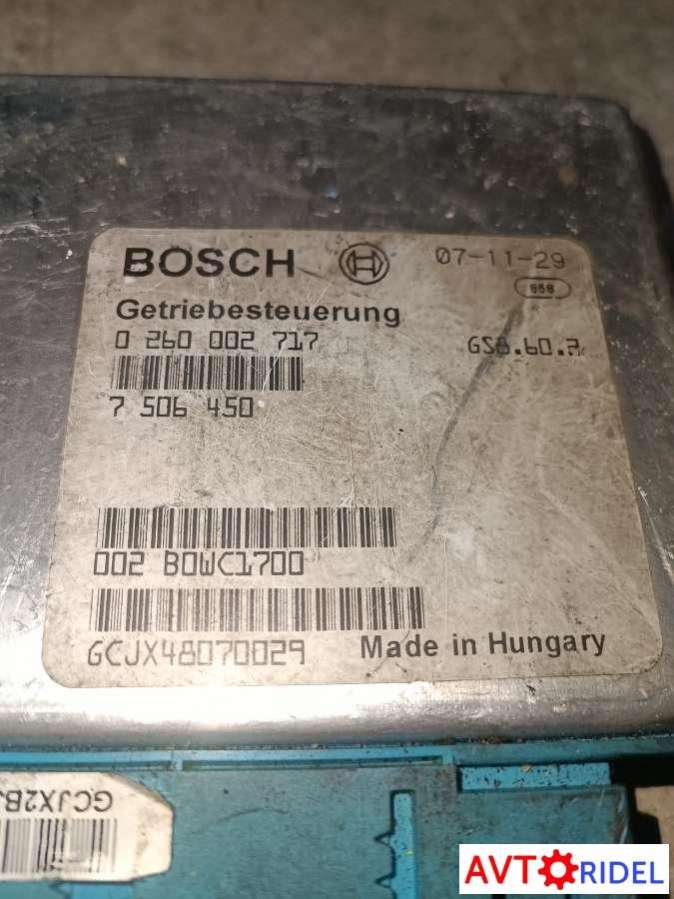 BOSCH
07-11-29
Getriebesteuerung
0 260 002 717
GS8.60.2
7 506 450
002 B0WC1700
GCJX48070029
Made in Hungary
AVTORIDEL